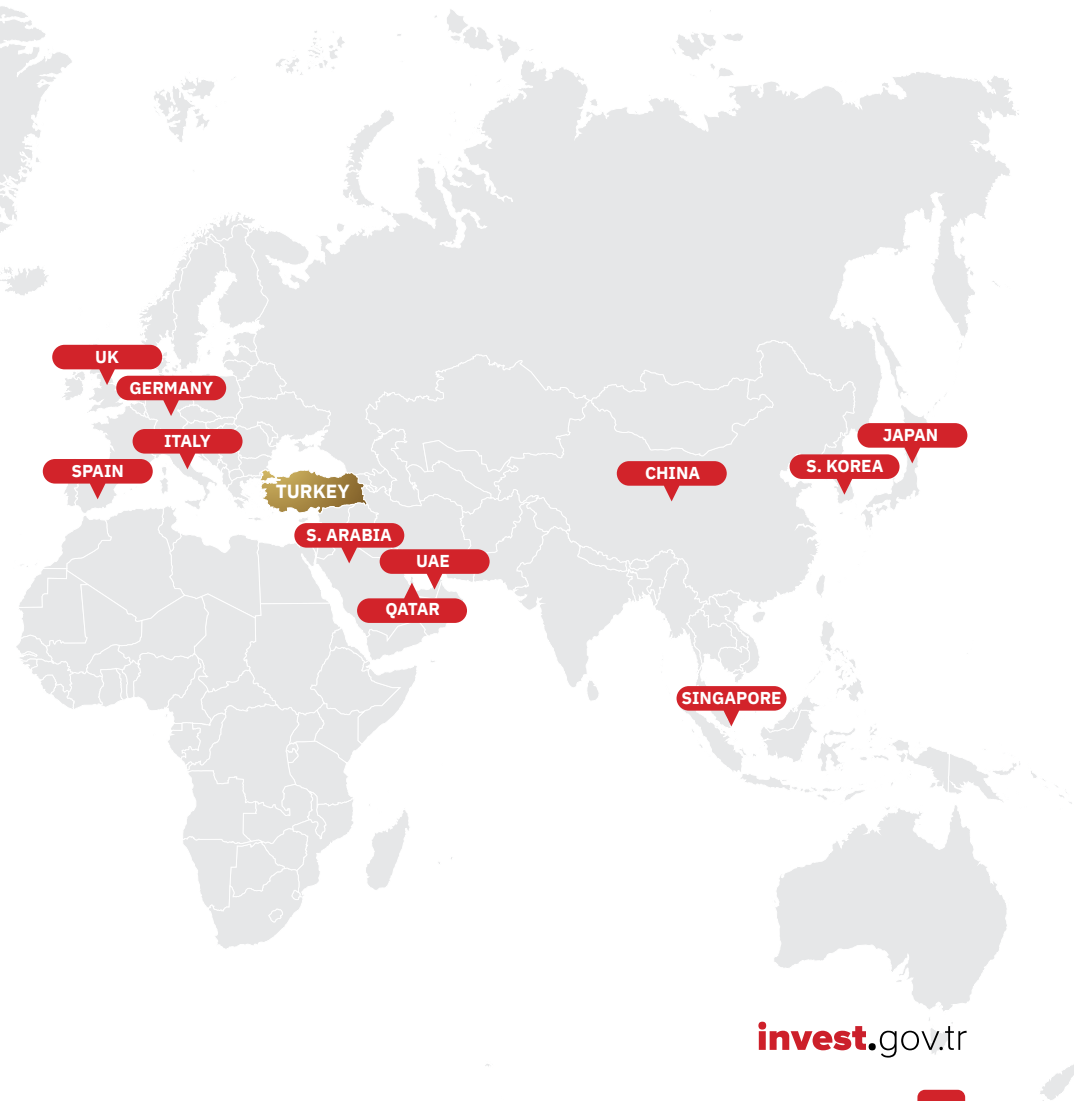 UK
GERMANY
ITALY
SPAIN
TURKEY
JAPAN
S. KOREA
CHINA
S. ARABIA
UAE
QATAR
SINGAPORE
invest.gov.tr